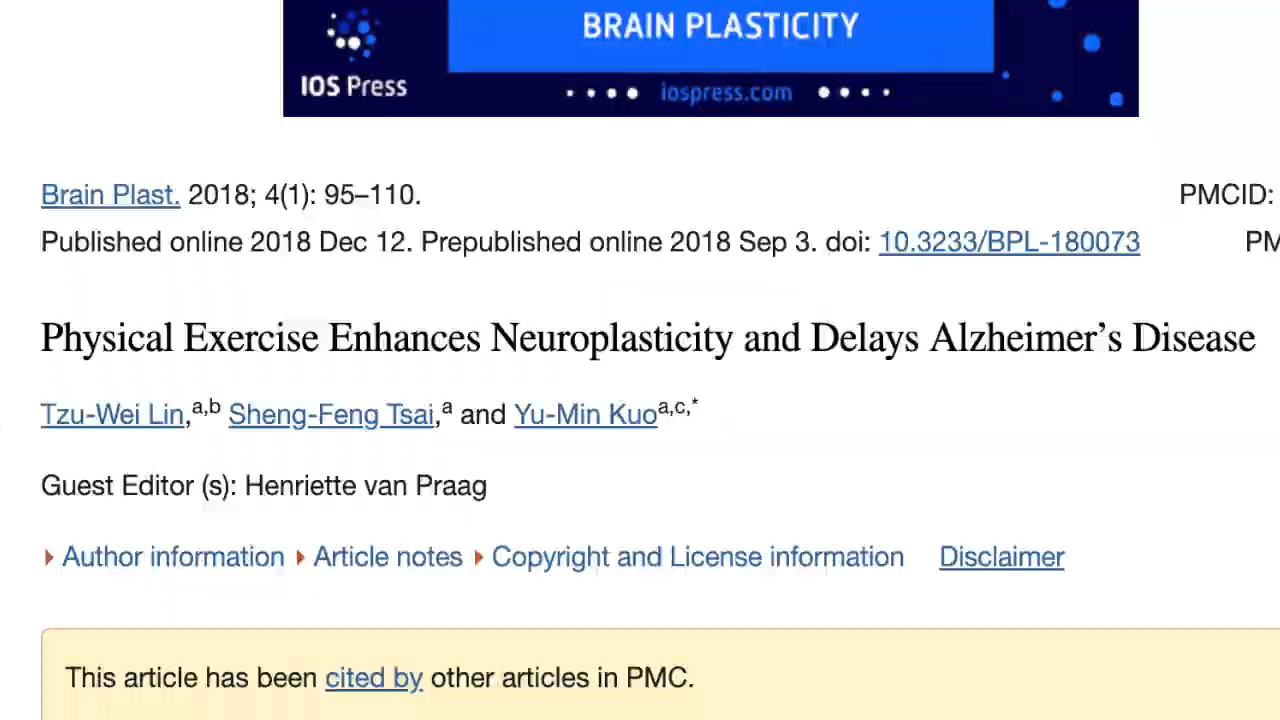 BRAIN PLASTICITY
IOS Press
iospress.com
Brain Plast. 2018; 4(1): 95–110.
PMCID:
Published online 2018 Dec 12. Prepublished online 2018 Sep 3. doi: 10.3233/BPL-180073
PM
Physical Exercise Enhances Neuroplasticity and Delays Alzheimer’s Disease
Tzu-Wei Lin,a,b Sheng-Feng Tsai,a and Yu-Min Kuoa,c,*
Guest Editor (s): Henriette van Praag
Author information Article notes Copyright and License information Disclaimer
This article has been cited by other articles in PMC.